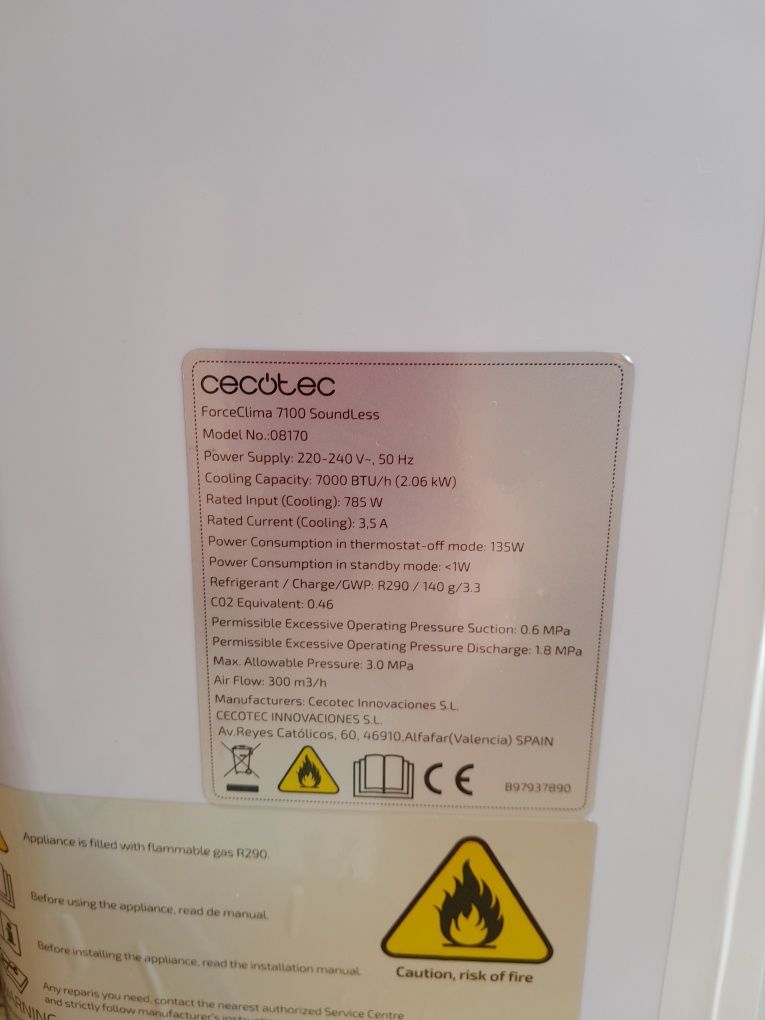 cecotec
ForceClima 7100 SoundLess
Model No.:08170
Power Supply: 220-240 V~, 50 Hz
Cooling Capacity: 7000 BTU/h (2.06 kW)
Rated Input (Cooling): 785 W
Rated Current (Cooling): 3,5 A
Power Consumption in thermostat-off mode: 135W
Power Consumption in standby mode: <1W
Refrigerant / Charge/GWP: R290 / 140 g/3.3
CO2 Equivalent: 0.46
Permissible Excessive Operating Pressure Suction: 0.6 MPa
Permissible Excessive Operating Pressure Discharge: 1.8 MPa
Max. Allowable Pressure: 3.0 MPa
Air Flow: 300 m3/h
Manufacturers: Cecotec Innovaciones S.L.
CECOTEC INNOVACIONES S.L.
Av.Reyes Católicos, 60, 46910,Alfafar(Valencia) SPAIN
CE
B97937890
Appliance is filled with flammable gas R290.
Before using the appliance, read de manual.
Before installing the appliance, read the installation manual.
Caution, risk of fire
Any reparis you need, contact the nearest authorized Service Centre
and strictly follow manufacturer's
WARNING